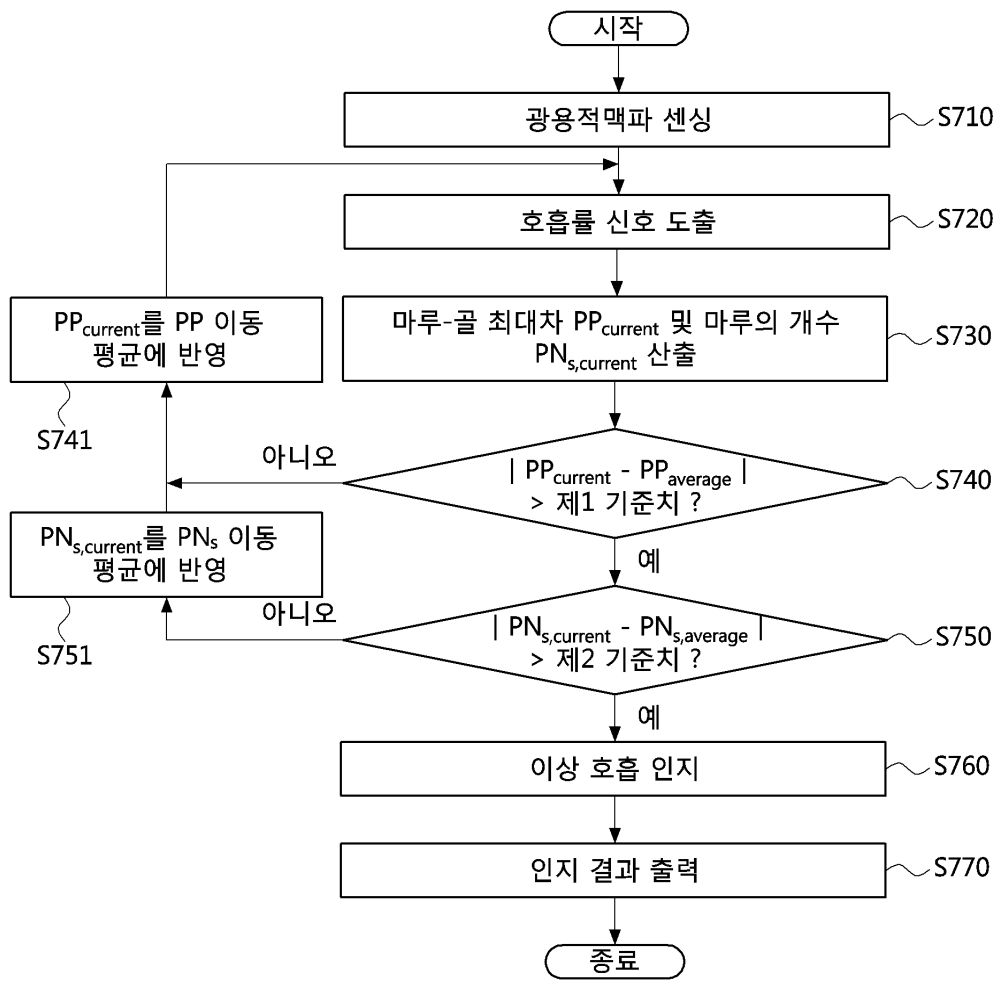 시작
광용적맥파 센싱
S710
호흡률 신호 도출
S720
마루-골 최대차 PPcurrent 및 마루의 개수
PNs,current 산출
S730
PPcurrent를 PP 이동
평균에 반영
S741
아니오
| PPcurrent - PPaverage |
> 제1 기준치 ?
S740
예
PNs,current를 PNs 이동
평균에 반영
S751
아니오
| PNs,current - PNs,average |
> 제2 기준치 ?
S750
예
이상 호흡 인지
S760
인지 결과 출력
S770
종료